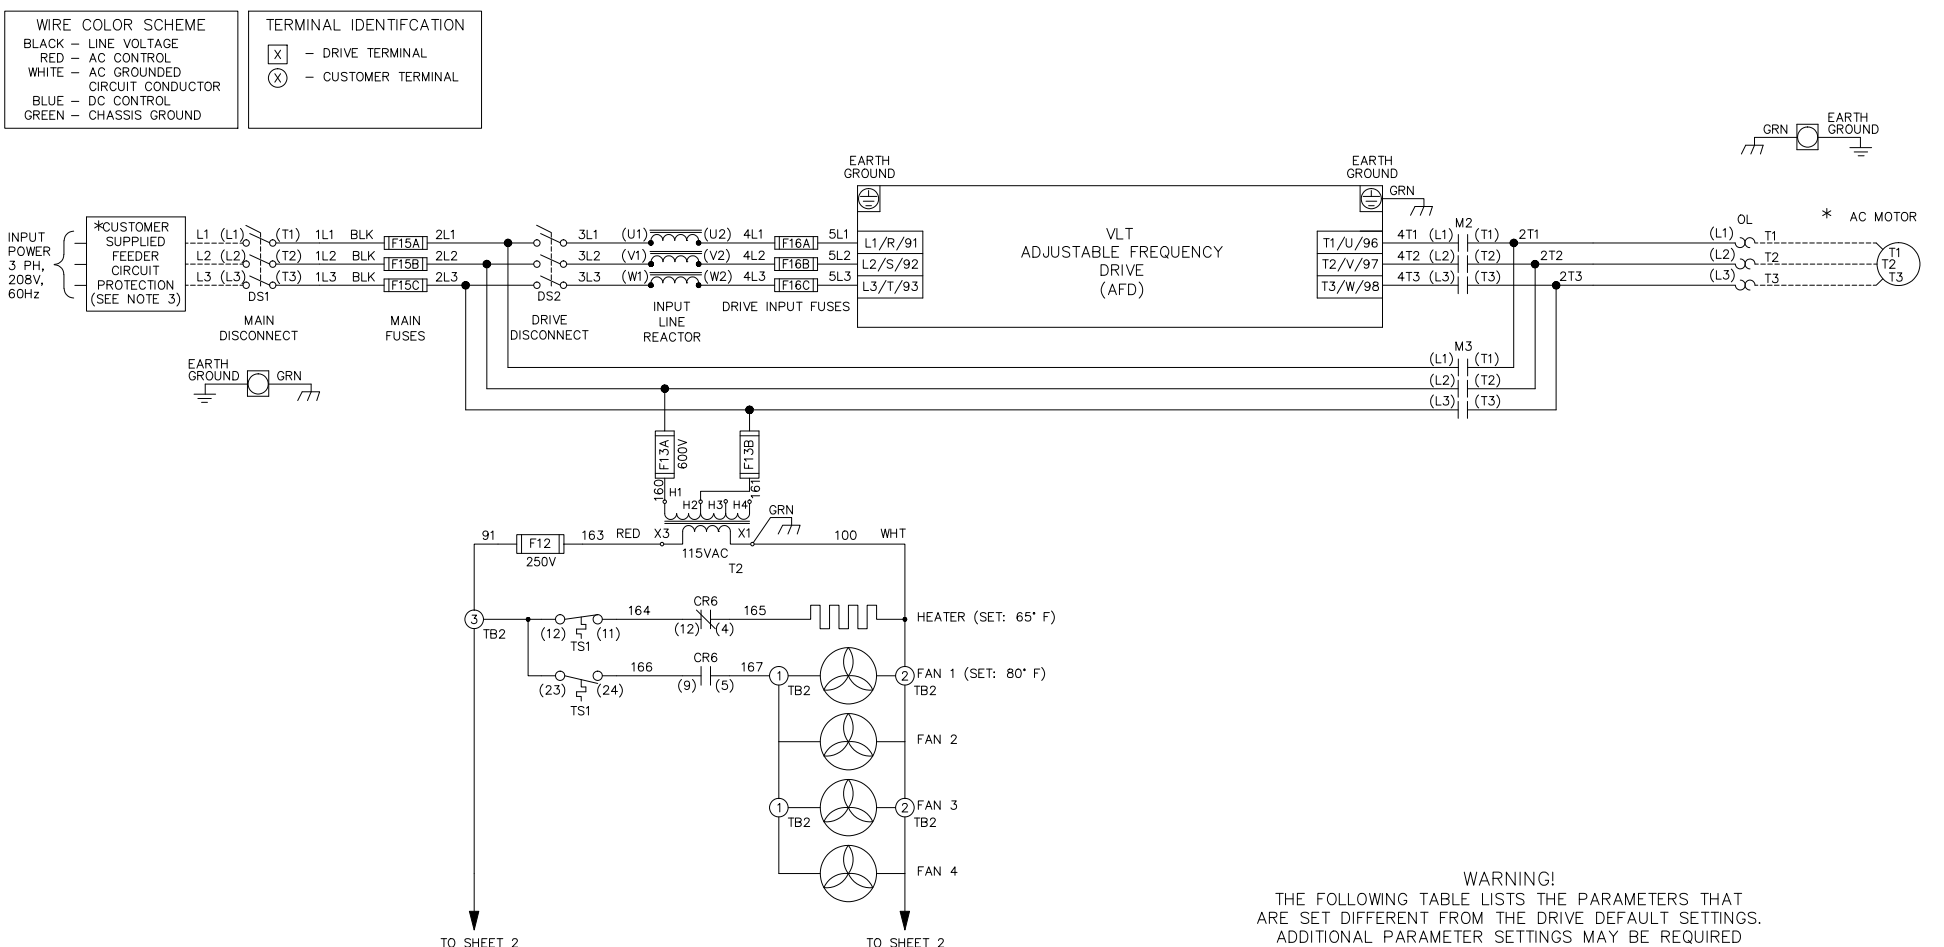 WIRE COLOR SCHEME
BLACK – LINE VOLTAGE
RED – AC CONTROL
WHITE – AC GROUNDED
CIRCUIT CONDUCTOR
BLUE – DC CONTROL
GREEN – CHASSIS GROUND
TERMINAL IDENTIFCATION
X – DRIVE TERMINAL
X – CUSTOMER TERMINAL
GRN
EARTH
GROUND
INPUT
POWER
3 PH,
208V,
60Hz
*CUSTOMER
SUPPLIED
FEEDER
CIRCUIT
PROTECTION
(SEE NOTE 3)
L1 (L1) (T1) 1L1 BLK F15A 2L1
L2 (L2) (T2) 1L2 BLK F15B 2L2
L3 (L3) (T3) 1L3 BLK F15C 2L3
DS1
MAIN
DISCONNECT
MAIN
FUSES
3L1 (U1) (U2) 4L1 F16A 5L1
3L2 (V1) (V2) 4L2 F16B 5L2
3L3 (W1) (W2) 4L3 F16C 5L3
DS2
DRIVE
DISCONNECT
INPUT
LINE
REACTOR
DRIVE INPUT FUSES
EARTH
GROUND
L1/R/91
L2/S/92
L3/T/93
VLT
ADJUSTABLE FREQUENCY
DRIVE
(AFD)
EARTH
GROUND
GRN
T1/U/96
T2/V/97
T3/W/98
M2
4T1 (L1) (T1) 2T1
4T2 (L2) (T2) 2T2
4T3 (L3) (T3) 2T3
OL
(L1) T1
(L2) T2
(L3) T3
* AC MOTOR
T1
T2
T3
M3
(L1) (T1)
(L2) (T2)
(L3) (T3)
EARTH
GROUND
GRN
F13A
600V
F13B
160
161
H1
H2
H3
H4
GRN
91
F12
250V
163
RED
X3
X1
115VAC
T2
100
WHT
3
TB2
(12)
(11)
TS1
164
CR6
(12)
(4)
165
HEATER (SET: 65° F)
(23)
(24)
TS1
166
CR6
(9)
(5)
167
1
TB2
2
TB2
FAN 1 (SET: 80° F)
FAN 2
1
TB2
2
TB2
FAN 3
FAN 4
TO SHEET 2
TO SHEET 2
WARNING!
THE FOLLOWING TABLE LISTS THE PARAMETERS THAT
ARE SET DIFFERENT FROM THE DRIVE DEFAULT SETTINGS.
ADDITIONAL PARAMETER SETTINGS MAY BE REQUIRED